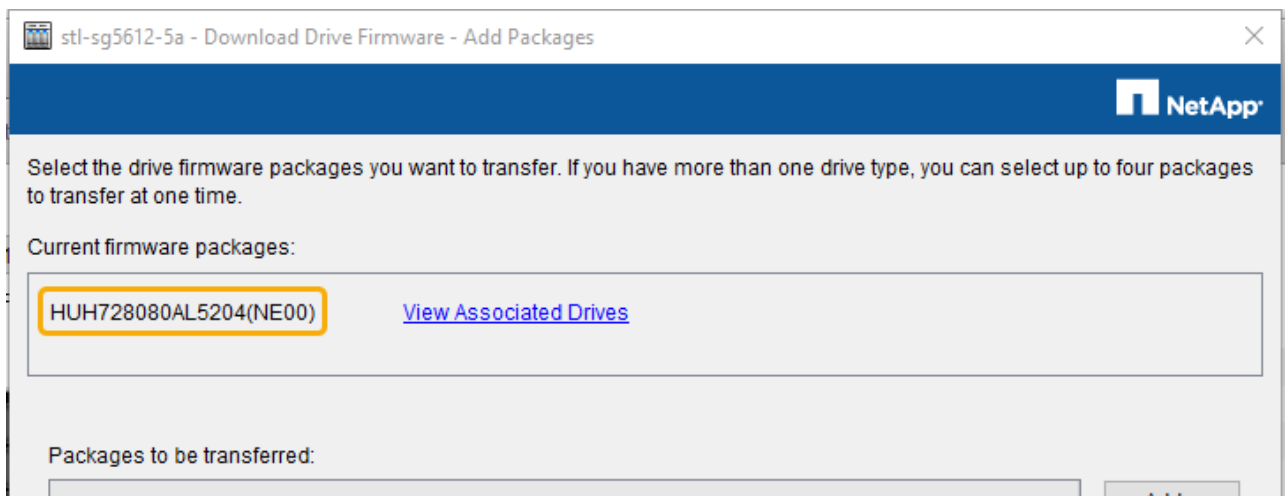 stl-sg5612-5a - Download Drive Firmware - Add Packages
NetApp
Select the drive firmware packages you want to transfer. If you have more than one drive type, you can select up to four packages
to transfer at one time.
Current firmware packages:
HUH728080AL5204(NE00) View Associated Drives
Packages to be transferred: